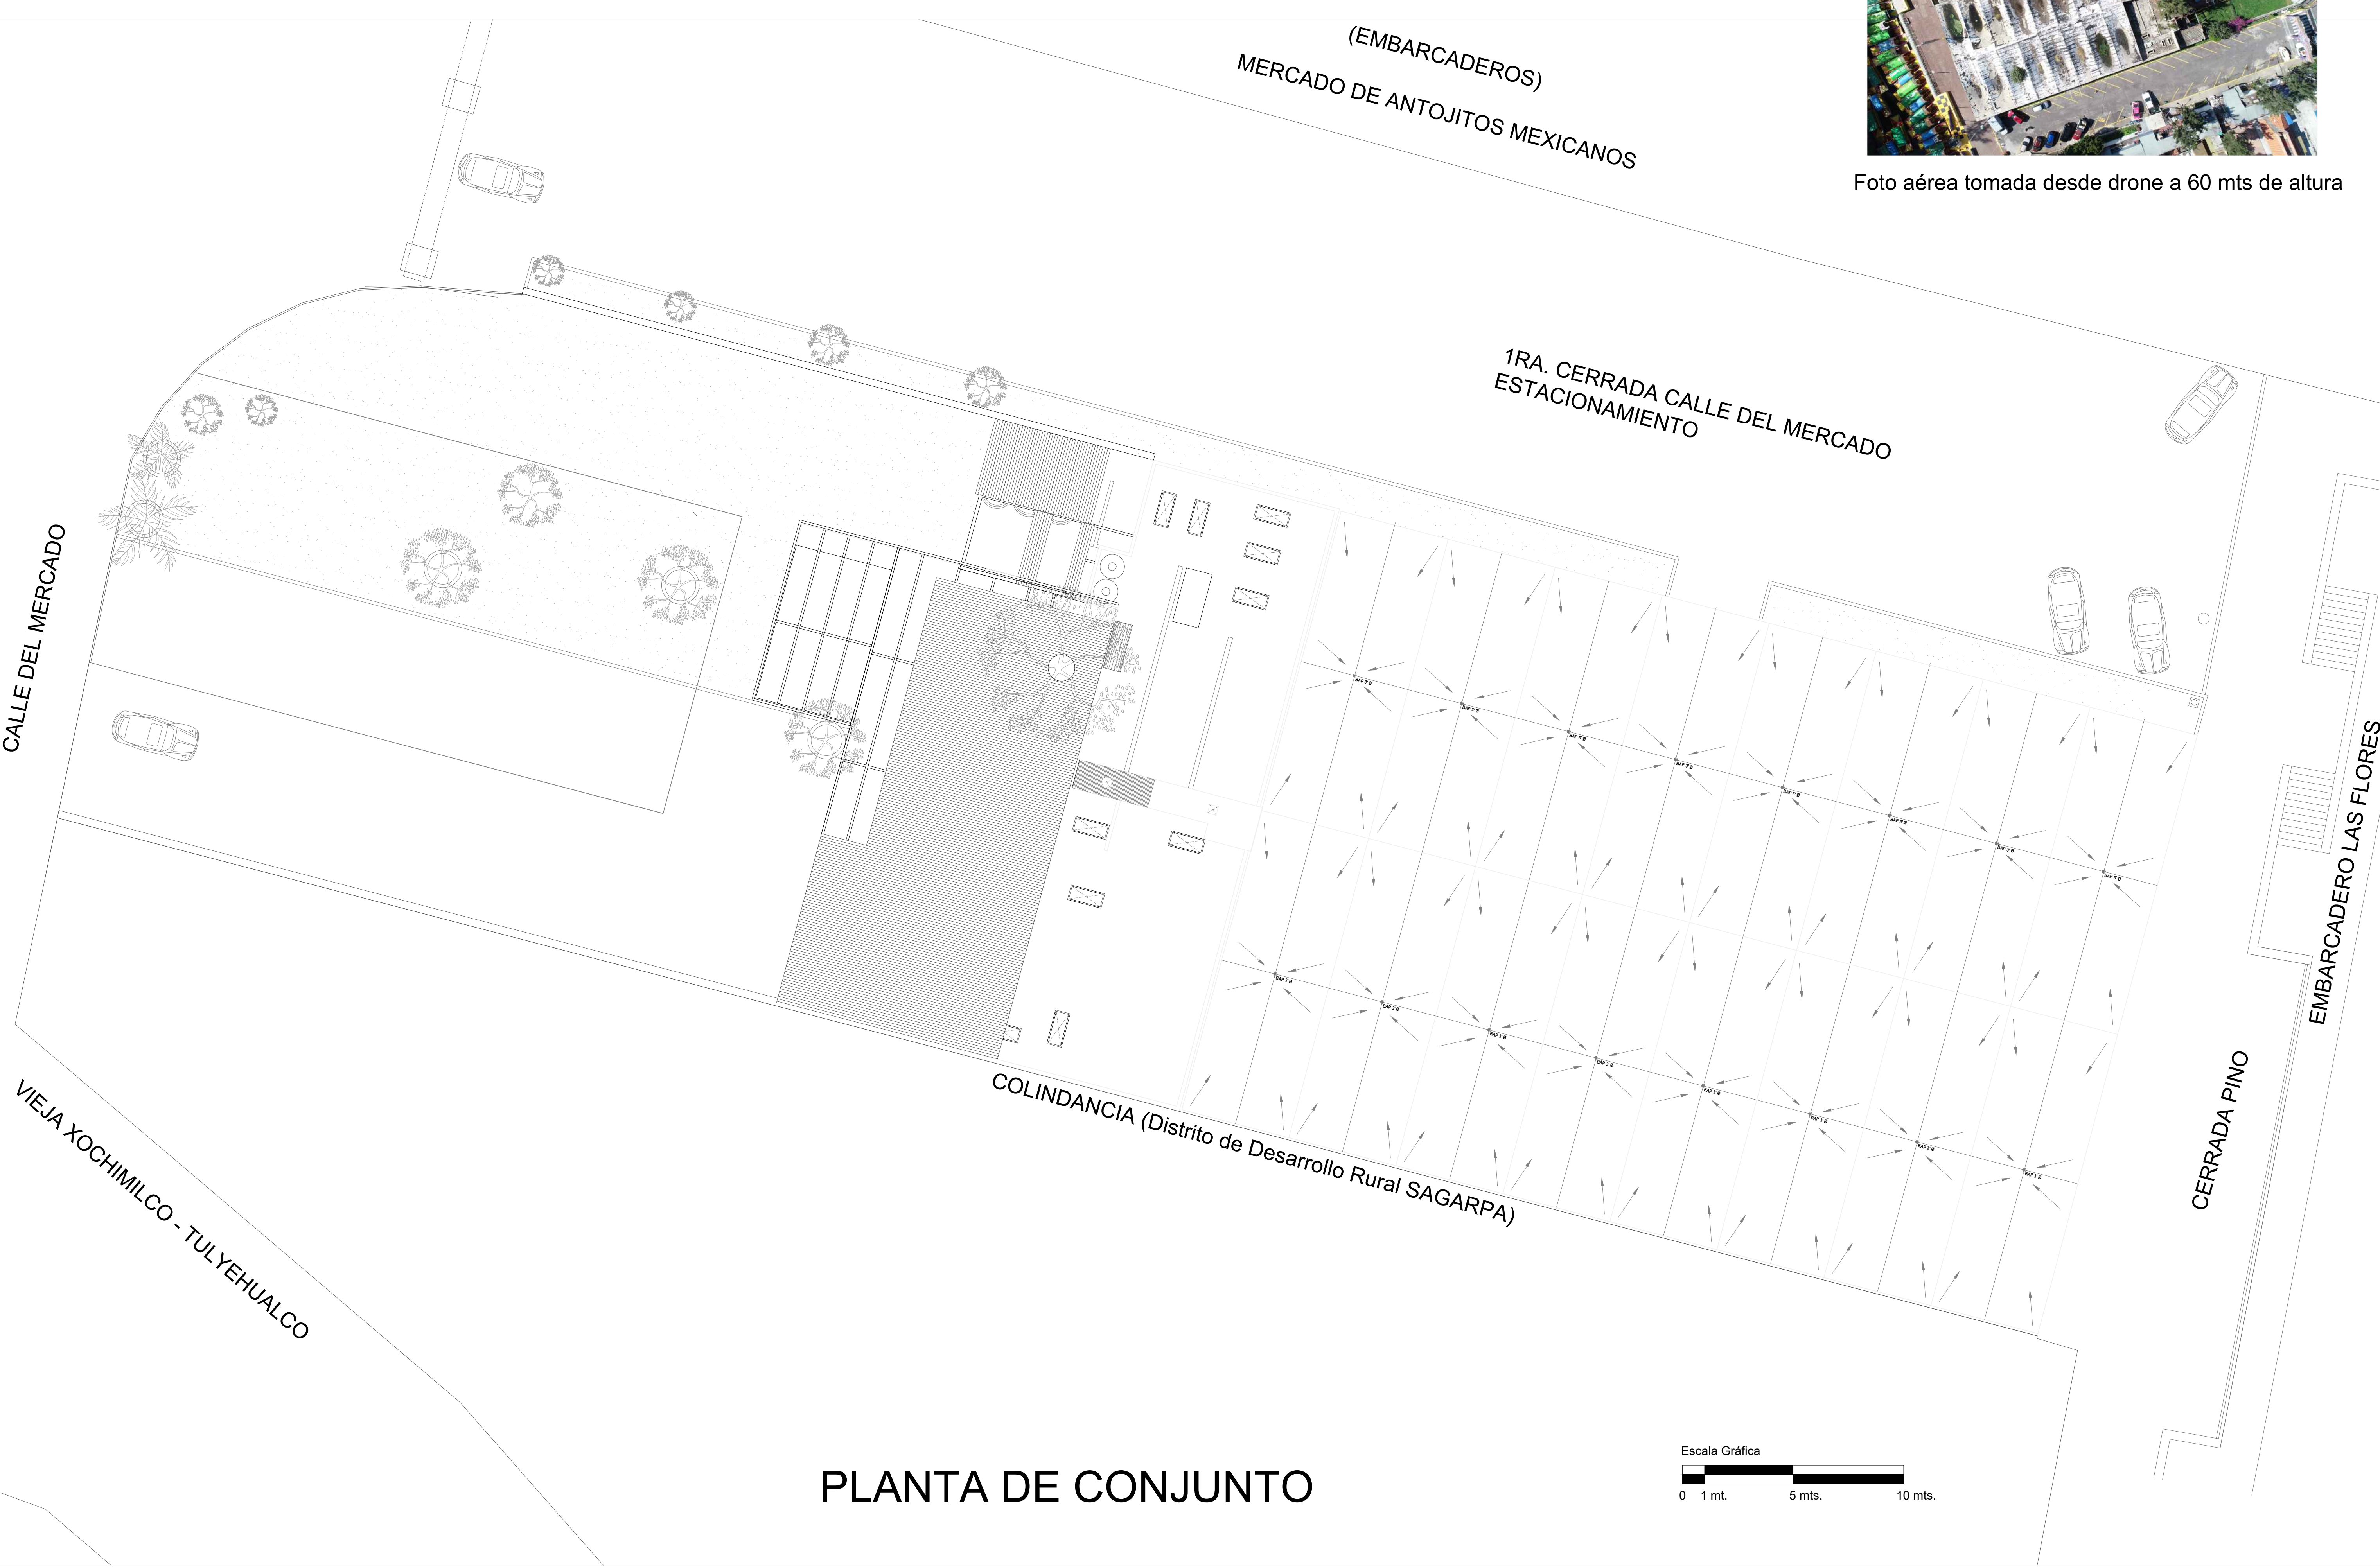 (EMBARCADEROS)
MERCADO DE ANTOJITOS MEXICANOS
Foto aérea tomada desde drone a 60 mts de altura
1RA. CERRADA CALLE DEL MERCADO
ESTACIONAMIENTO
CALLE DEL MERCADO
EMBARCADERO LAS FLORES
CERRADA PINO
COLINDANCIA (Distrito de Desarrollo Rural SAGARPA)
VIEJA XOCHIMILCO - TULYEHUALCO
PLANTA DE CONJUNTO
Escala Gráfica
0 1 mt. 5 mts. 10 mts.